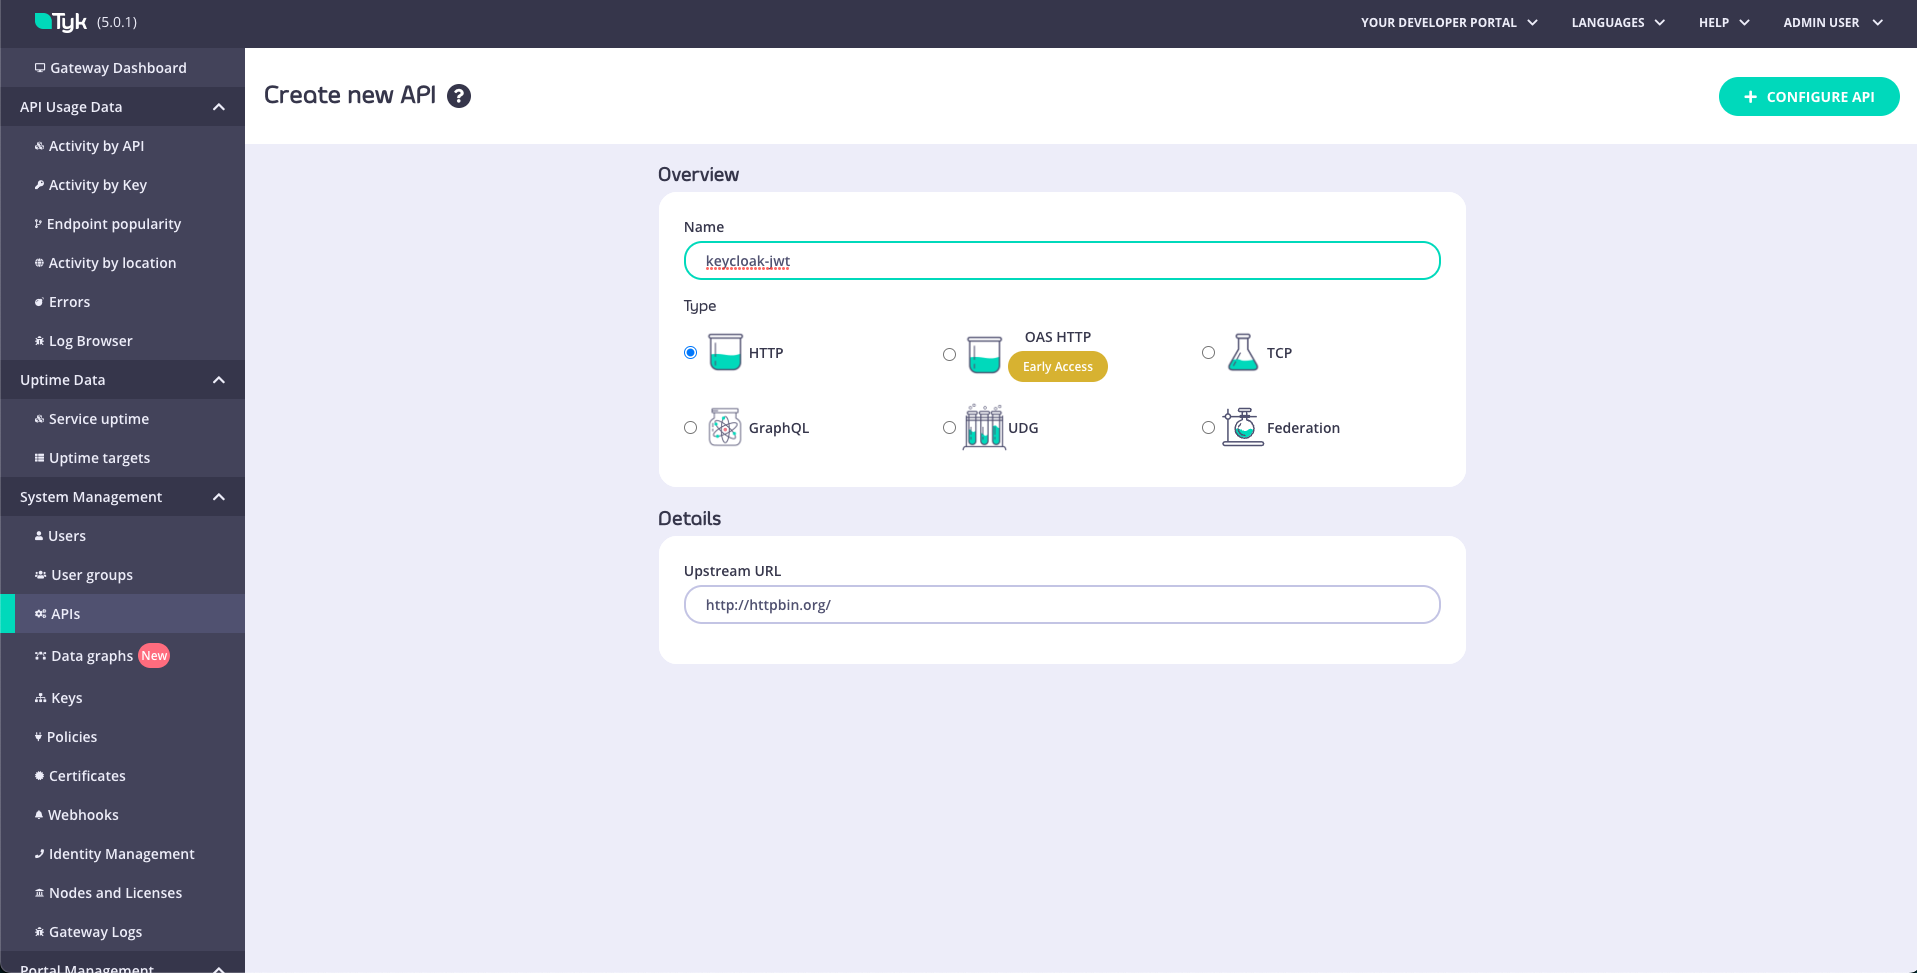 Tyk (5.0.1)
YOUR DEVELOPER PORTAL
LANGUAGES
HELP
ADMIN USER
Gateway Dashboard
API Usage Data
Activity by API
Activity by Key
Endpoint popularity
Activity by location
Errors
Log Browser
Uptime Data
Service uptime
Uptime targets
System Management
Users
User groups
APIs
Data graphs New
Keys
Policies
Certificates
Webhooks
Identity Management
Nodes and Licenses
Gateway Logs
Portal Management
Create new API ?
+ CONFIGURE API
Overview
Name
keycloak-jwt
Type
HTTP
OAS HTTP
Early Access
TCP
GraphQL
UDG
Federation
Details
Upstream URL
http://httpbin.org/